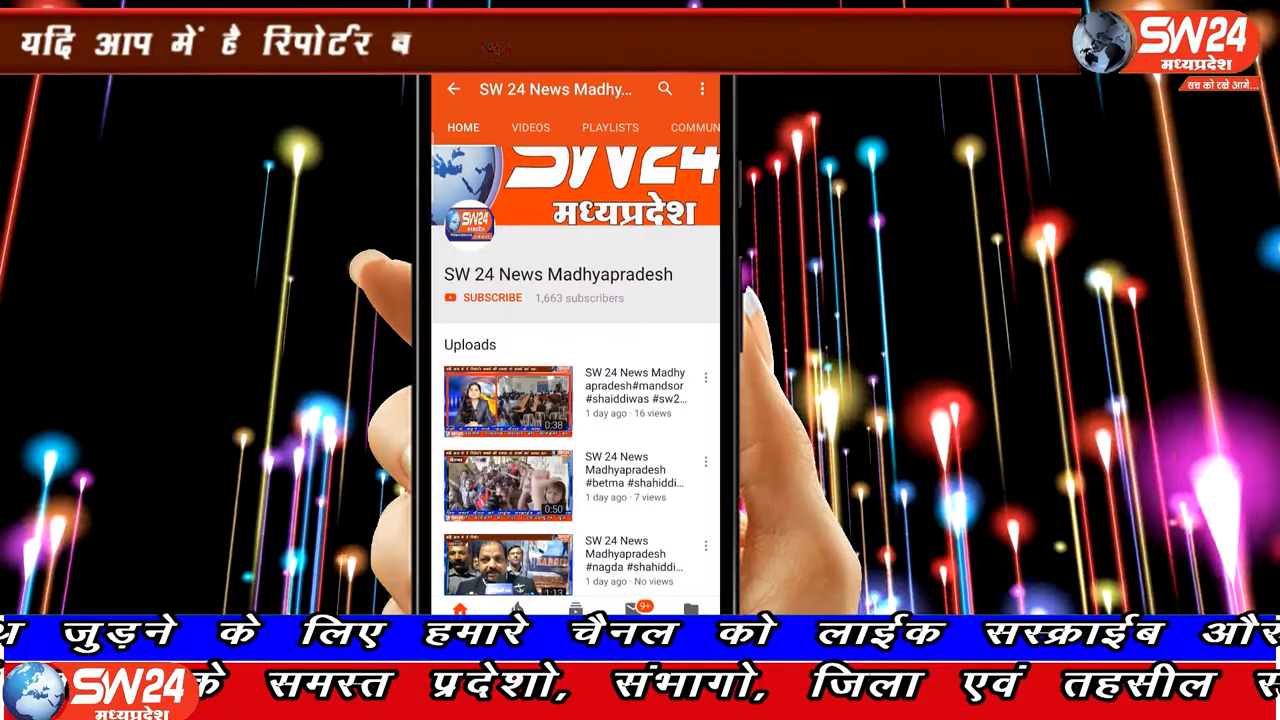 यदि आप में है रिपोर्टर ब
SW24
मध्यप्रदेश
सच को रखे आगे...
SW 24 News Madhy...
HOME VIDEOS PLAYLISTS COMMUN
SW24
मध्यप्रदेश
SW24
SW 24 News Madhyapradesh
SUBSCRIBE 1,663 subscribers
Uploads
SW 24 News Madhy
apradesh#mandsor
#shaiddiwas #sw2...
1 day ago · 16 views
0:38
SW 24 News
Madhyapradesh
#betma #shahiddi...
1 day ago · 7 views
0:50
SW 24 News
Madhyapradesh
#nagda #shahiddi...
1 day ago · No views
1:13
9+
जुड़ने के लिए हमारे चैनल को लाईक सस्क्राईब और
के समस्त प्रदेशो, संभागो, जिला एवं तहसील
SW24
मध्यप्रदेश